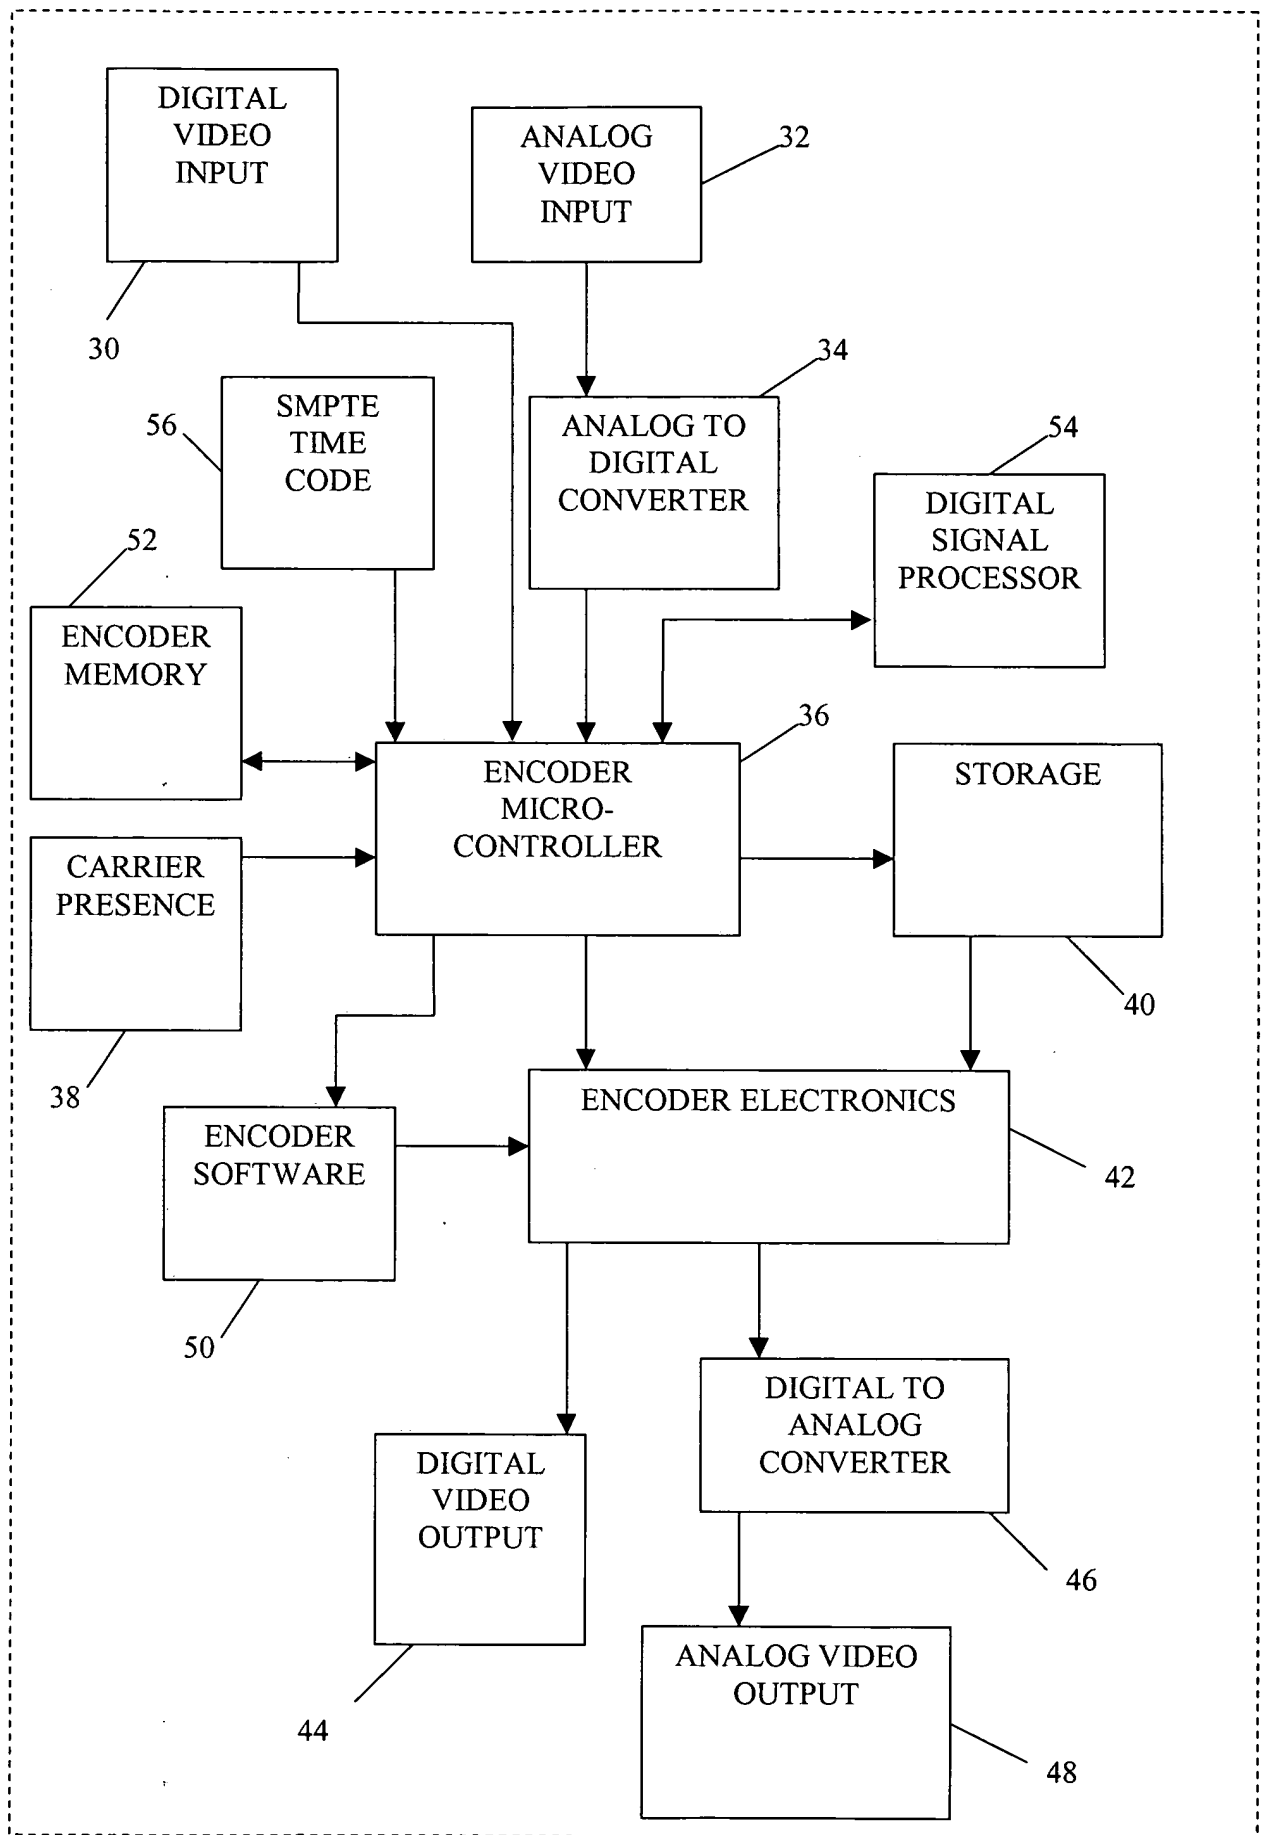 DIGITAL
VIDEO
INPUT
30
ANALOG
VIDEO
INPUT
32
SMPTE
TIME
CODE
56
ANALOG TO
DIGITAL
CONVERTER
34
DIGITAL
SIGNAL
PROCESSOR
54
ENCODER
MEMORY
52
ENCODER
MICRO-
CONTROLLER
36
STORAGE
40
CARRIER
PRESENCE
38
ENCODER ELECTRONICS
42
ENCODER
SOFTWARE
50
DIGITAL TO
ANALOG
CONVERTER
46
DIGITAL
VIDEO
OUTPUT
44
ANALOG VIDEO
OUTPUT
48